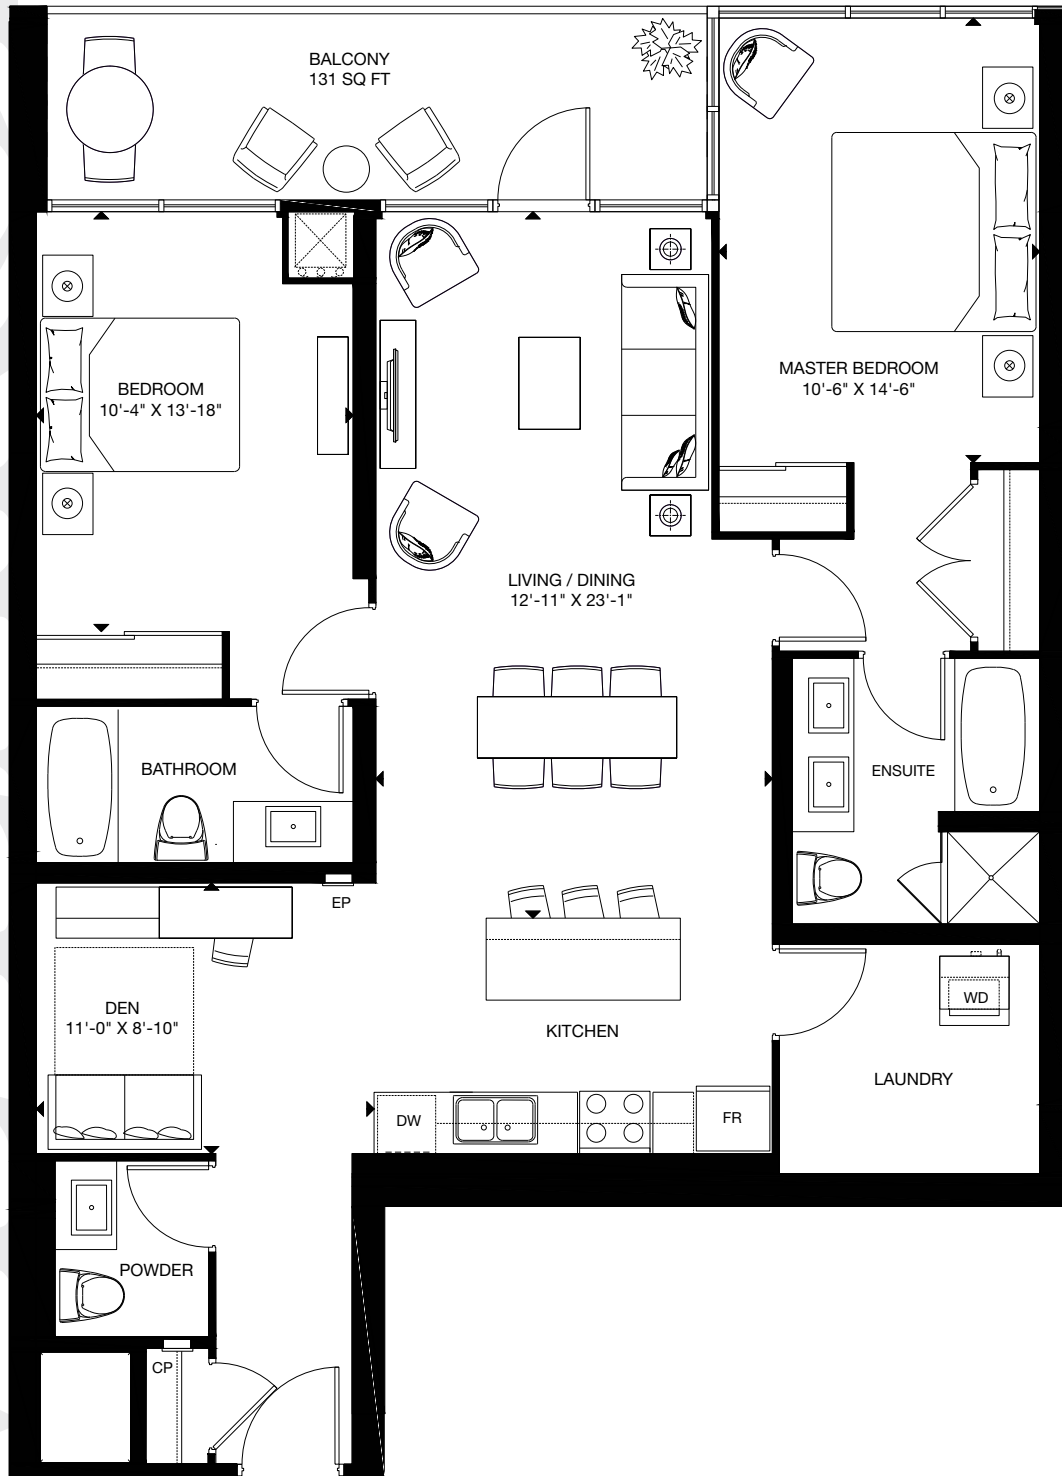 BALCONY
131 SQ FT
BEDROOM
10'-4" X 13'-18"
MASTER BEDROOM
10'-6" X 14'-6"
LIVING / DINING
12'-11" X 23'-1"
BATHROOM
ENSUITE
EP
DEN
11'-0" X 8'-10"
KITCHEN
WD
LAUNDRY
DW
FR
POWDER
CP